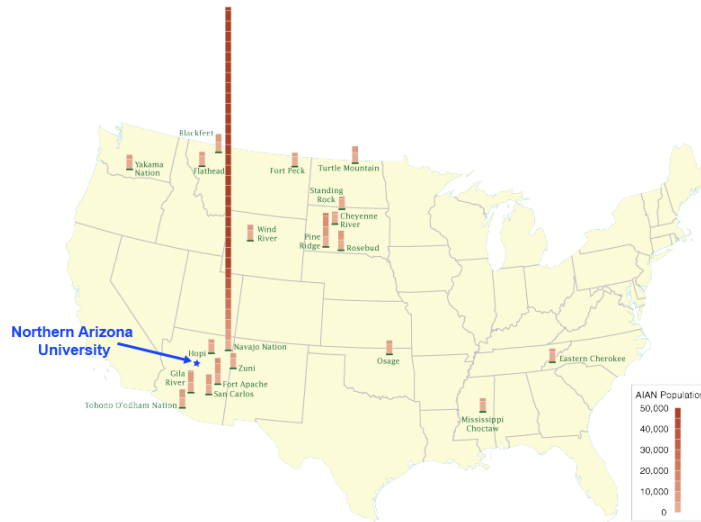 Blackfeet
Yakama
Nation
Flathead
Fort Peck
Turtle Mountain
Standing
Rock
Cheyenne
River
Wind
River
Pine
Ridge
Rosebud
Northern Arizona
University
Hopi
Navajo Nation
Zuni
Osage
Eastern Cherokee
Gila
River
Fort Apache
San Carlos
Tohono O'odham Nation
Mississippi
Choctaw
AIAN Population
50,000
40,000
30,000
20,000
10,000
0